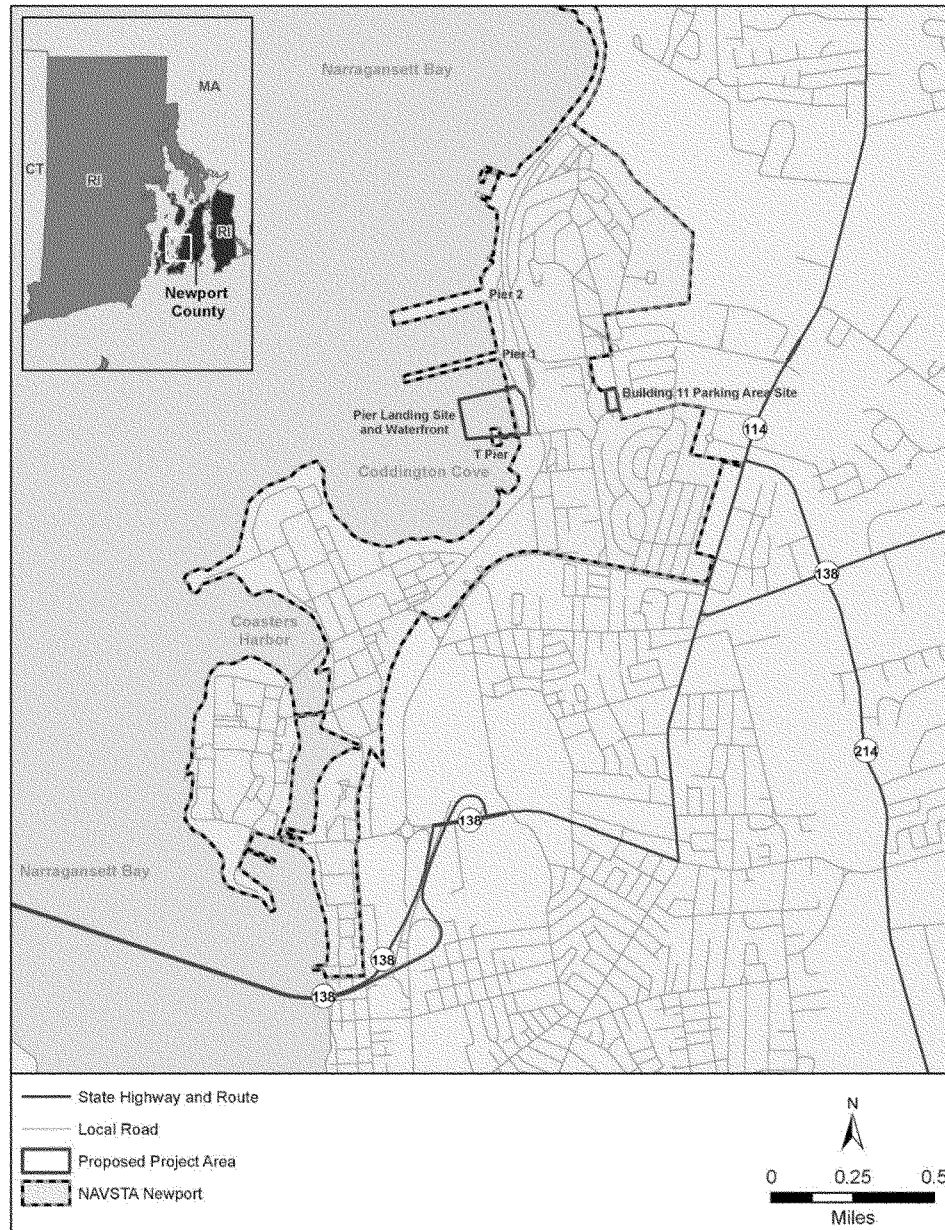 Narragansett Bay
MA
CT
RI
RI
Newport
County
Pier 2
Pier 1
Building 11 Parking Area Site
Pier Landing Site
and Waterfront
114
T Pier
Coddington Cove
138
Coasters
Harbor
214
138
Narragansett Bay
138
138
State Highway and Route
Local Road
Proposed Project Area
NAVSTA Newport
N
0 0.25 0.5
Miles